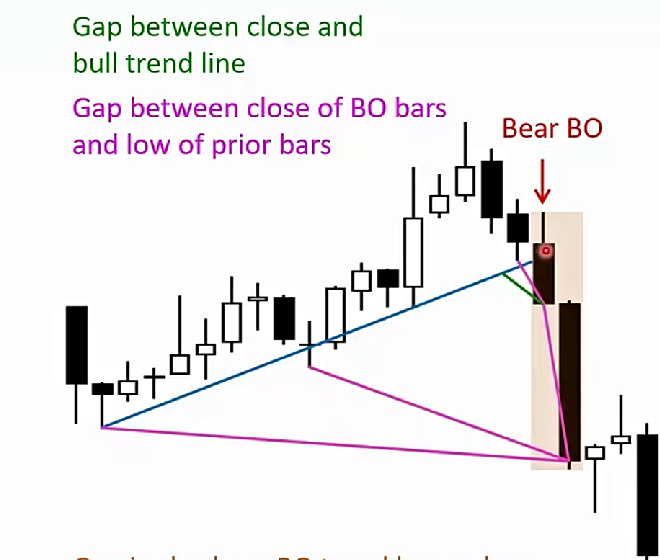 Gap between close and
bull trend line
Gap between close of BO bars
and low of prior bars
Bear BO